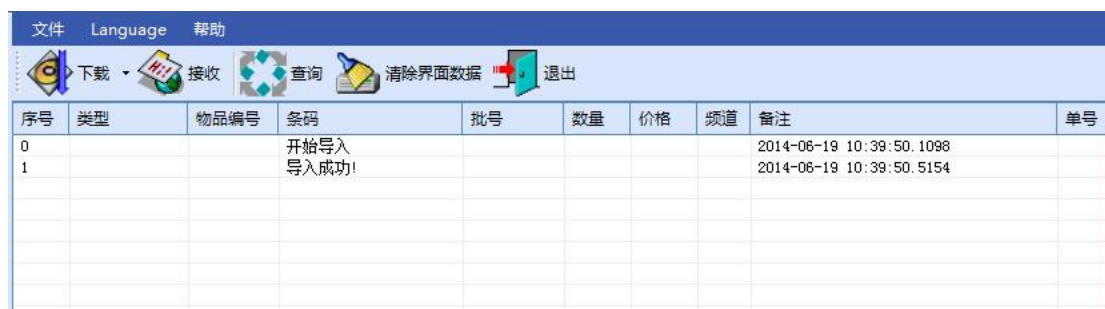 文件 Language 帮助
Hi! 下载 接收 查询 清除界面数据 退出
序号 类型 物品编号 条码 批号 数量 价格 频道 备注 单号
0 开始导入 2014-06-19 10:39:50.1098
1 导入成功! 2014-06-19 10:39:50.5154